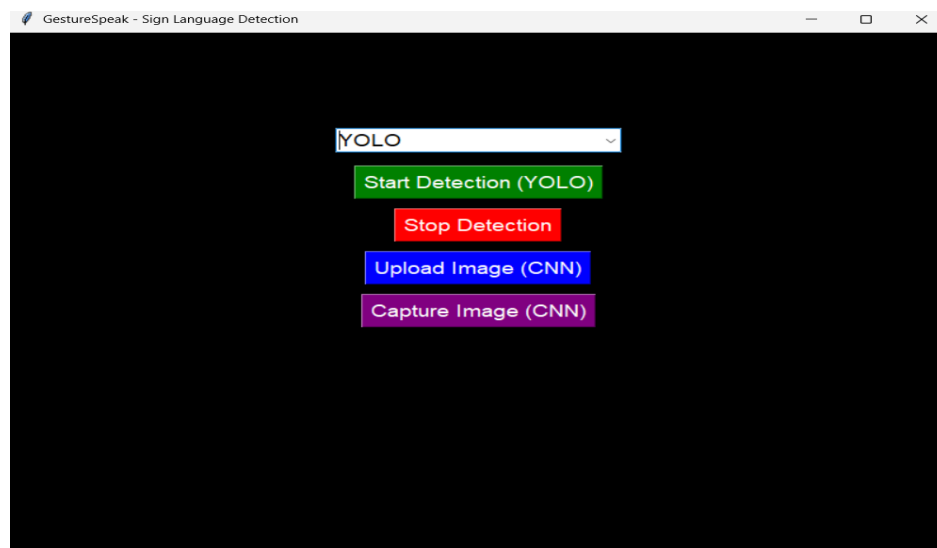 GestureSpeak - Sign Language Detection
YOLO
Start Detection (YOLO)
Stop Detection
Upload Image (CNN)
Capture Image (CNN)